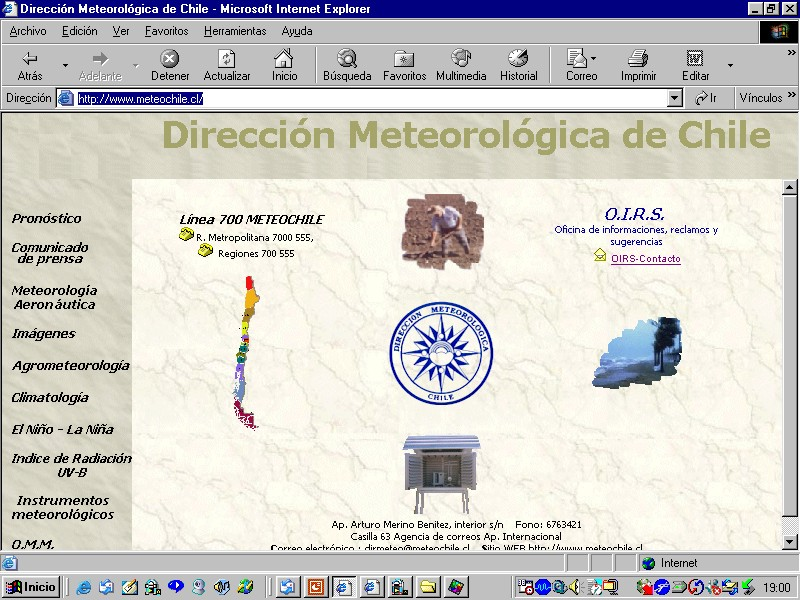 Dirección Meteorológica de Chile - Microsoft Internet Explorer
Archivo Edición Ver Favoritos Herramientas Ayuda
Atrás Adelante Detener Actualizar Inicio Búsqueda Favoritos Multimedia Historial Correo Imprimir Editar
Dirección http://www.meteochile.cl/ Ir Vínculos
Dirección Meteorológica de Chile
Pronóstico
Comunicado
de prensa
Meteorología
Aeronáutica
Imágenes
Agrometeorología
Climatología
El Niño - La Niña
Indice de Radiación
UV-B
Instrumentos
meteorológicos
O.M.M.
Línea 700 METEOCHILE
R. Metropolitana 7000 555,
Regiones 700 555
DIRECCIÓN METEOROLOGICA
CHILE
O.I.R.S.
Oficina de informaciones, reclamos y
sugerencias
OIRS-Contacto
Ap. Arturo Merino Benitez, interior s/n Fono: 6763421
Casilla 63 Agencia de correos Ap. Internacional
Correo electrónico : dirmeteo@meteochile.cl Sitio WEB http://www.meteochile.cl
Internet
Inicio
19:00